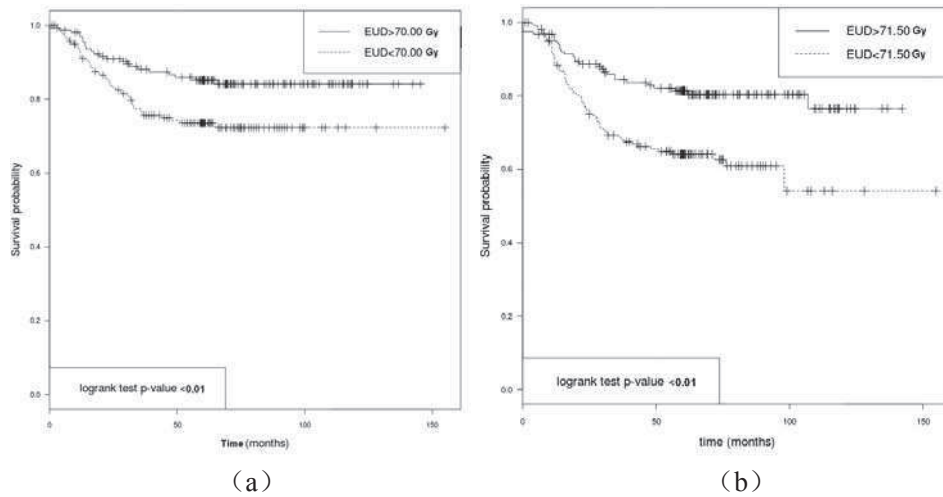 EUD>70.00 Gy
EUD<70.00 Gy
Survival probability
1.0
0.8
0.6
0.4
0.2
0.0
logrank test p-value <0.01
0
50
100
150
Time (months)
(a)
EUD>71.50 Gy
EUD<71.50 Gy
Survival probability
1.0
0.8
0.6
0.4
0.2
0.0
logrank test p-value <0.01
0
50
100
150
time (months)
(b)